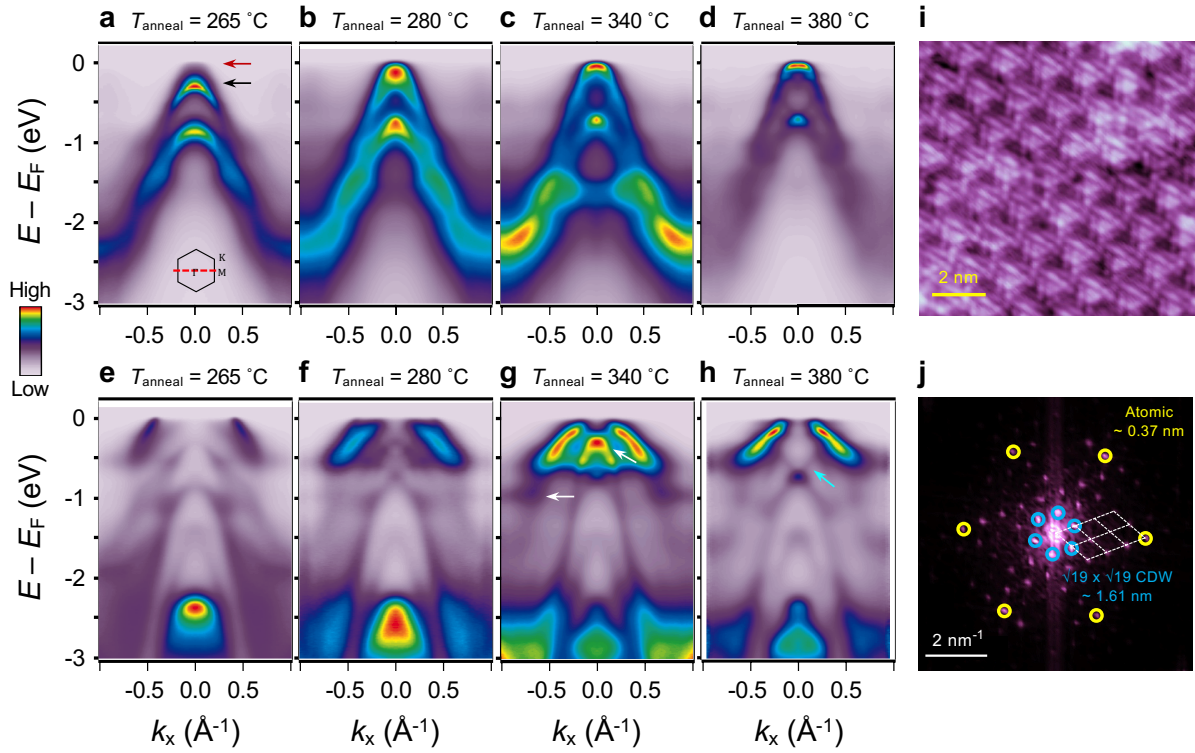 a T_anneal = 265 °C
b T_anneal = 280 °C
c T_anneal = 340 °C
d T_anneal = 380 °C
i
0
-1
-2
-3
E – E_F (eV)
K
Γ
M
-0.5 0.0 0.5
-0.5 0.0 0.5
-0.5 0.0 0.5
-0.5 0.0 0.5
2 nm
High
Low
e T_anneal = 265 °C
f T_anneal = 280 °C
g T_anneal = 340 °C
h T_anneal = 380 °C
j
0
-1
-2
-3
E – E_F (eV)
-0.5 0.0 0.5
-0.5 0.0 0.5
-0.5 0.0 0.5
-0.5 0.0 0.5
k_x (Å⁻¹)
k_x (Å⁻¹)
k_x (Å⁻¹)
k_x (Å⁻¹)
Atomic
~ 0.37 nm
√19 x √19 CDW
~ 1.61 nm
2 nm⁻¹